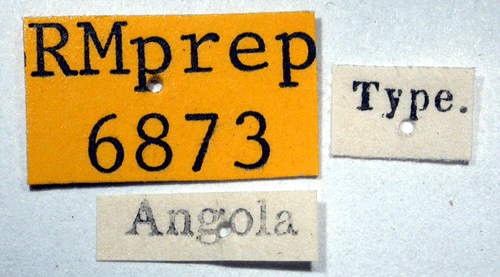 RMprep
6873
Type.
Angola